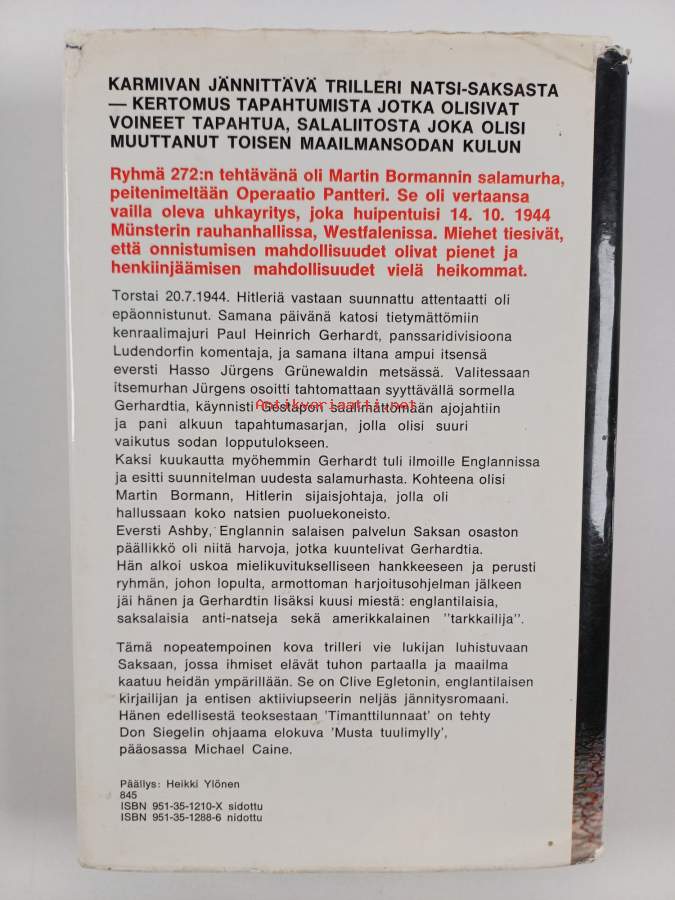 KARMIVAN JÄNNITTÄVÄ TRILLERI NATSI-SAKSASTA
— KERTOMUS TAPAHTUMISTA JOTKA OLISIVAT
VOINEET TAPAHTUA, SALALIITOSTA JOKA OLISI
MUUTTANUT TOISEN MAAILMANSODAN KULUN
Ryhmä 272:n tehtävänä oli Martin Bormannin salamurha,
peitenimeltään Operaatio Pantteri. Se oli vertaansa
vailla oleva uhkayritys, joka huipentuisi 14. 10. 1944
Münsterin rauhanhallissa, Westfalenissa. Miehet tiesivät,
että onnistumisen mahdollisuudet olivat pienet ja
henkiinjäämisen mahdollisuudet vielä heikommat.
Torstai 20.7.1944. Hitleriä vastaan suunnattu attentaatti oli
epäonnistunut. Samana päivänä katosi tietymättömiin
kenraalimajuri Paul Heinrich Gerhardt, panssaridivisioona
Ludendorfin komentaja, ja samana iltana ampui itsensä
eversti Hasso Jürgens Grünewaldin metsässä. Valitessaan
itsemurhan Jürgens osoitti tahtomattaan syyttävällä sormella
Gerhardtia, käynnisti Gestapon säälimättömään ajojahtiin
Antikvariaatti.net
ja pani alkuun tapahtumasarjan, jolla olisi suuri
vaikutus sodan lopputulokseen.
Kaksi kuukautta myöhemmin Gerhardt tuli ilmoille Englannissa
ja esitti suunnitelman uudesta salamurhasta. Kohteena olisi
Martin Bormann, Hitlerin sijaisjohtaja, jolla oli
hallussaan koko natsien puoluekoneisto.
Eversti Ashby, Englannin salaisen palvelun Saksan osaston
päällikkö oli niitä harvoja, jotka kuuntelivat Gerhardtia.
Hän alkoi uskoa mielikuvitukselliseen hankkeeseen ja perusti
ryhmän, johon lopulta, armottoman harjoitusohjelman jälkeen
jäi hänen ja Gerhardtin lisäksi kuusi miestä: englantilaisia,
saksalaisia anti-natseja sekä amerikkalainen ''tarkkailija''.
Tämä nopeatempoinen kova trilleri vie lukijan luhistuvaan
Saksaan, jossa ihmiset elävät tuhon partaalla ja maailma
kaatuu heidän ympärillään. Se on Clive Egletonin, englantilaisen
kirjailijan ja entisen aktiiviupseerin neljäs jännitysromaani.
Hänen edellisestä teoksestaan 'Timanttilunnaat' on tehty
Don Siegelin ohjaama elokuva 'Musta tuulimylly',
pääosassa Michael Caine.
Päällys: Heikki Ylönen
845
ISBN 951-35-1210-X sidottu
ISBN 951-35-1288-6 nidottu